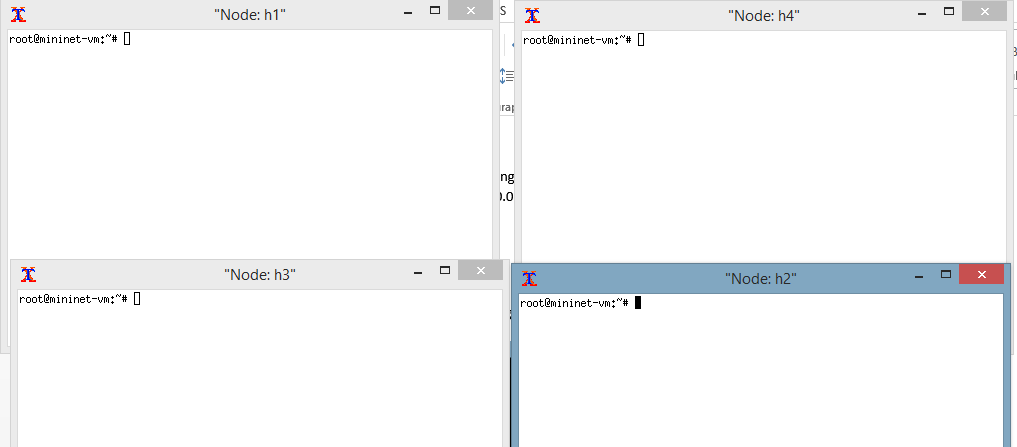 "Node: h1"
root@mininet-vm:~#
"Node: h4"
root@mininet-vm:~#
"Node: h3"
root@mininet-vm:~#
"Node: h2"
root@mininet-vm:~#